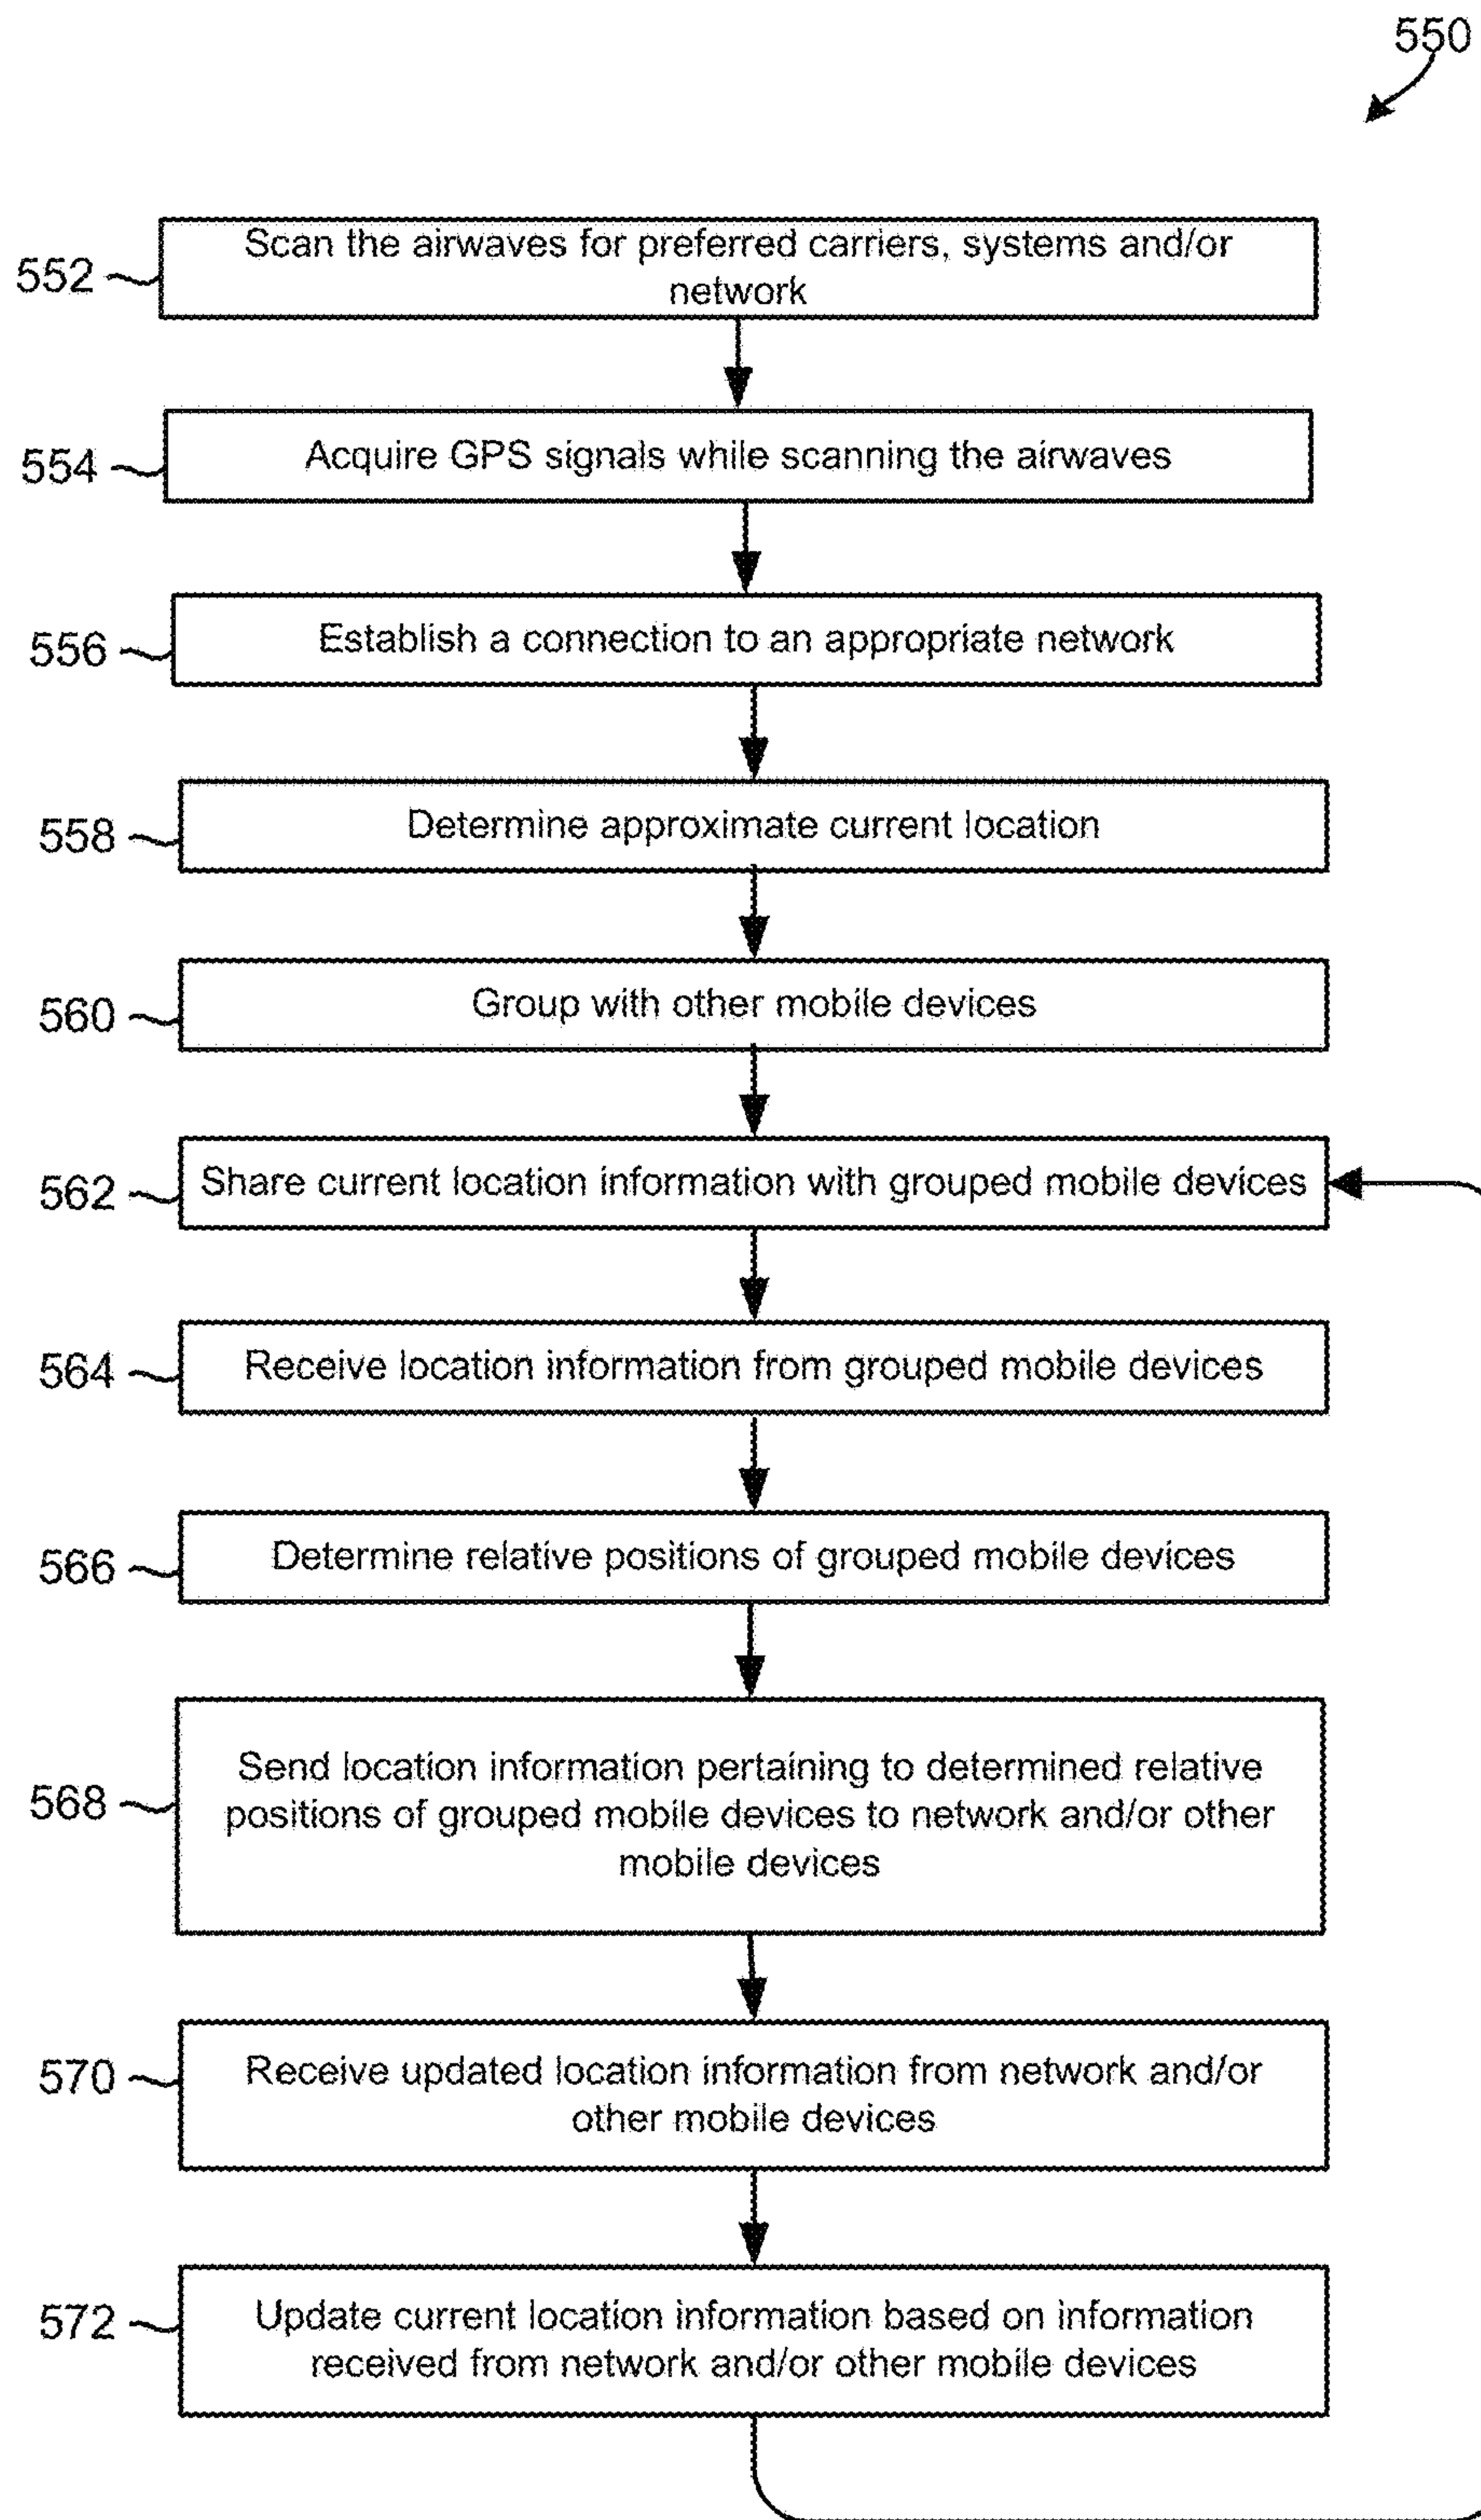 550
552
Scan the airwaves for preferred carriers, systems and/or
network
554
Acquire GPS signals while scanning the airwaves
556
Establish a connection to an appropriate network
558
Determine approximate current location
560
Group with other mobile devices
562
Share current location information with grouped mobile devices
564
Receive location information from grouped mobile devices
566
Determine relative positions of grouped mobile devices
568
Send location information pertaining to determined relative
positions of grouped mobile devices to network and/or other
mobile devices
570
Receive updated location information from network and/or
other mobile devices
572
Update current location information based on information
received from network and/or other mobile devices